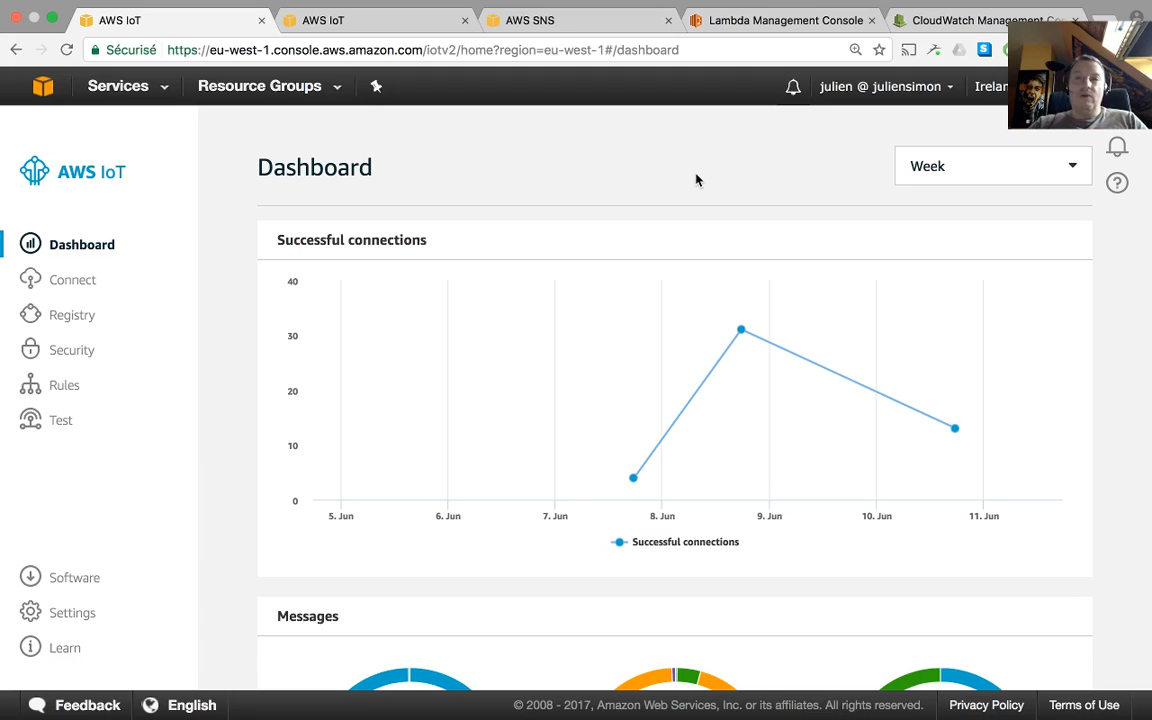 AWS IoT
AWS IoT
AWS SNS
Lambda Management Console
CloudWatch Management
Sécurisé
https://eu-west-1.console.aws.amazon.com/iotv2/home?region=eu-west-1#/dashboard
Services
Resource Groups
julien @ juliensimon
AWS IoT
Dashboard
Connect
Registry
Security
Rules
Test
Software
Settings
Learn
Dashboard
Week
Successful connections
40
30
20
10
0
5. Jun 6. Jun 7. Jun 8. Jun 9. Jun 10. Jun 11. Jun
Successful connections
Messages
Feedback
English
© 2008 - 2017, Amazon Web Services, Inc. or its affiliates. All rights reserved.
Privacy Policy
Terms of Use